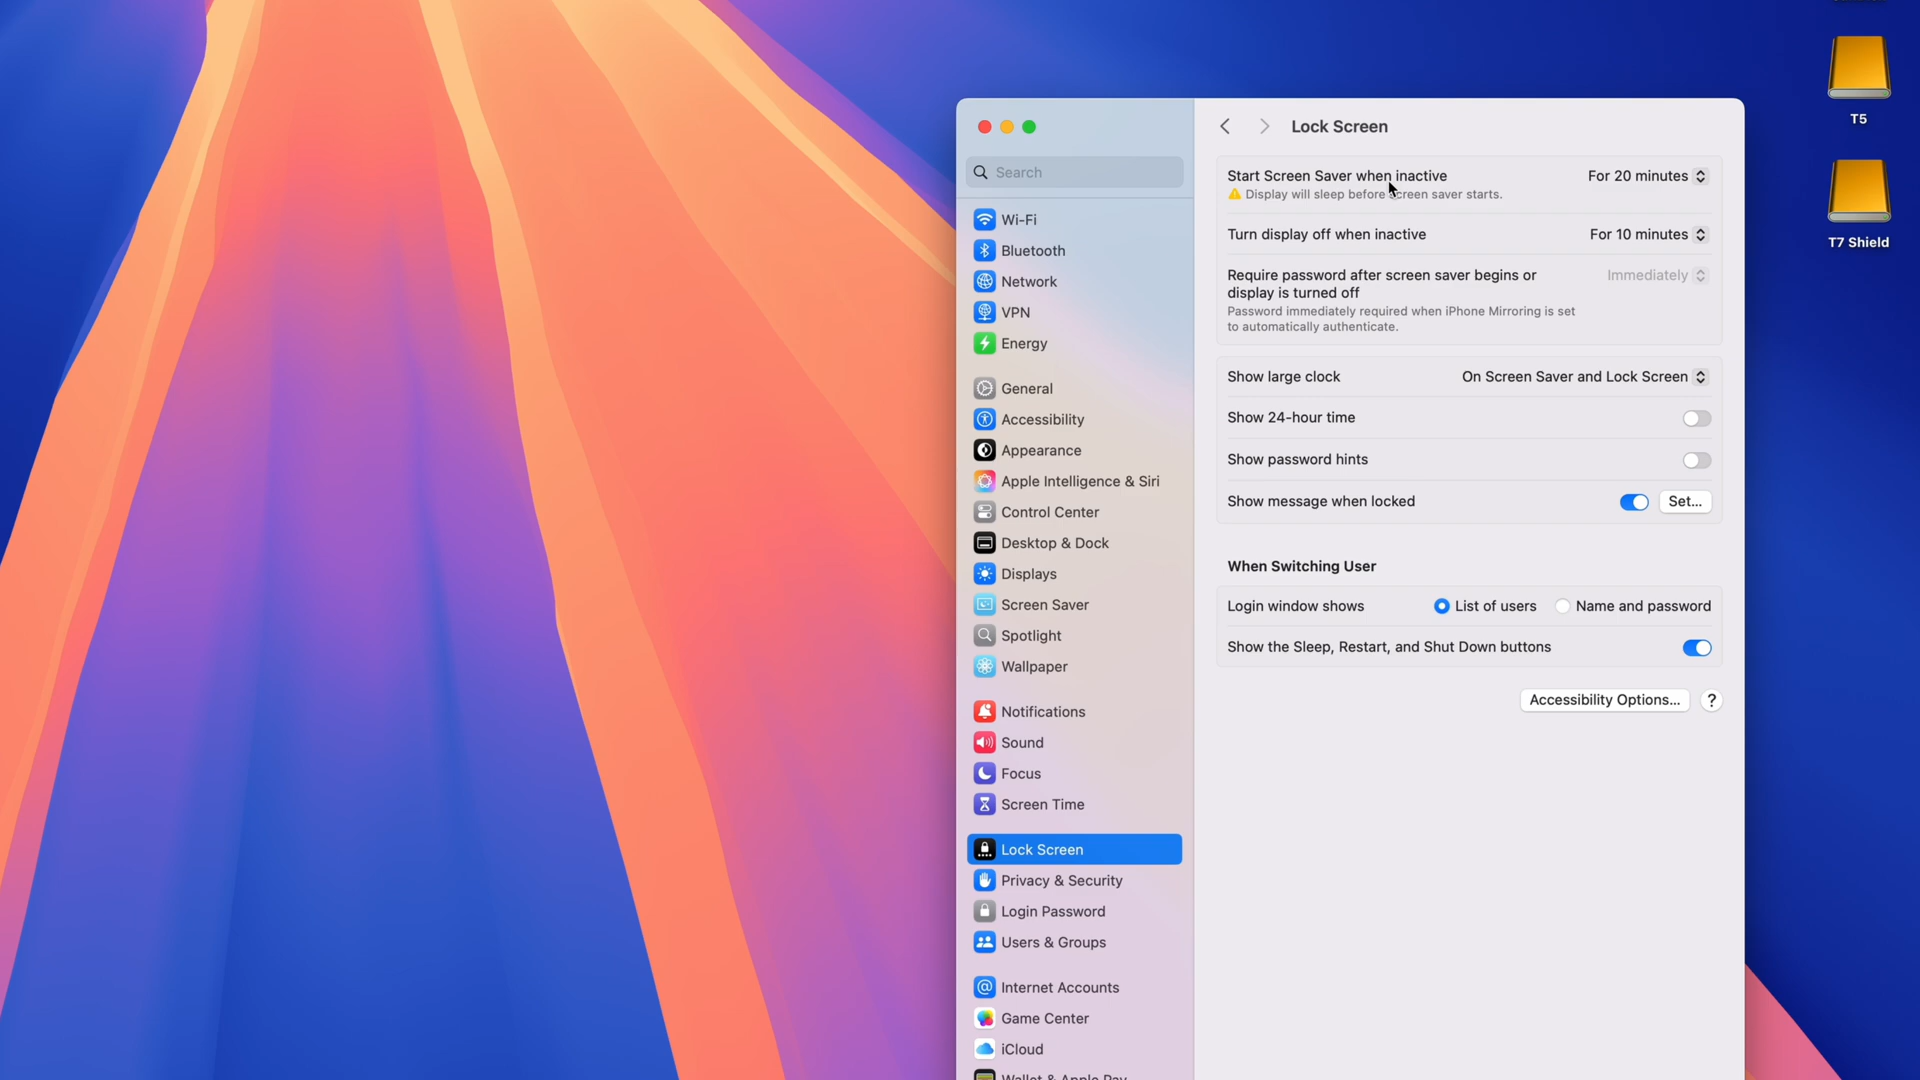 T5
T7 Shield
Search
Wi-Fi
Bluetooth
Network
VPN
Energy
General
Accessibility
Appearance
Apple Intelligence & Siri
Control Center
Desktop & Dock
Displays
Screen Saver
Spotlight
Wallpaper
Notifications
Sound
Focus
Screen Time
Lock Screen
Privacy & Security
Login Password
Users & Groups
Internet Accounts
Game Center
iCloud
Wallet & Apple Pay
Lock Screen
Start Screen Saver when inactive For 20 minutes
Display will sleep before screen saver starts.
Turn display off when inactive For 10 minutes
Require password after screen saver begins or Immediately
display is turned off
Password immediately required when iPhone Mirroring is set
to automatically authenticate.
Show large clock On Screen Saver and Lock Screen
Show 24-hour time
Show password hints
Show message when locked Set...
When Switching User
Login window shows List of users Name and password
Show the Sleep, Restart, and Shut Down buttons
Accessibility Options... ?